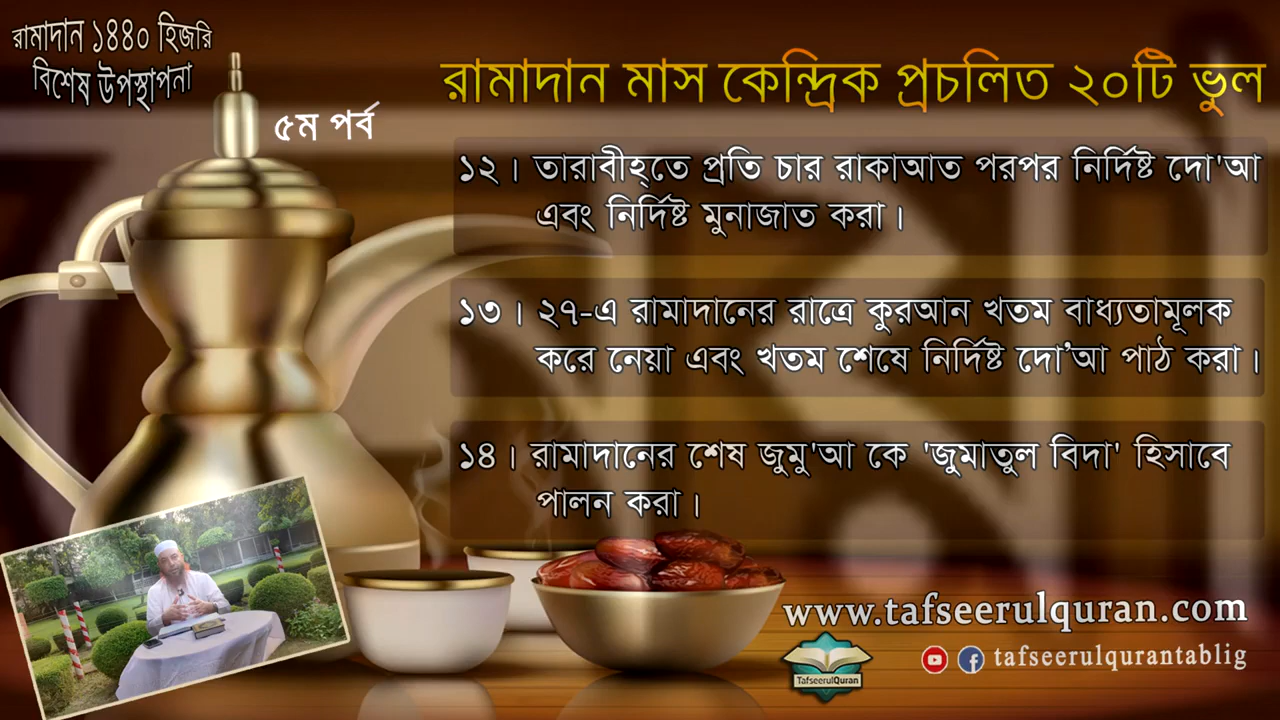 রামাদান ১৪৪০ হিজরি
বিশেষ উপস্থাপনা
৫ম পর্ব
রামাদান মাস কেন্দ্রিক প্রচলিত ২০টি ভুল
১২। তারাবীহ্‌তে প্রতি চার রাকাআত পরপর নির্দিষ্ট দো'আ
এবং নির্দিষ্ট মুনাজাত করা।
১৩। ২৭-এ রামাদানের রাত্রে কুরআন খতম বাধ্যতামূলক
করে নেয়া এবং খতম শেষে নির্দিষ্ট দো’আ পাঠ করা।
১৪। রামাদানের শেষ জুমু'আ কে 'জুমাতুল বিদা' হিসাবে
পালন করা।
www.tafseerulquran.com
TafseerulQuran
tafseerulqurantablig